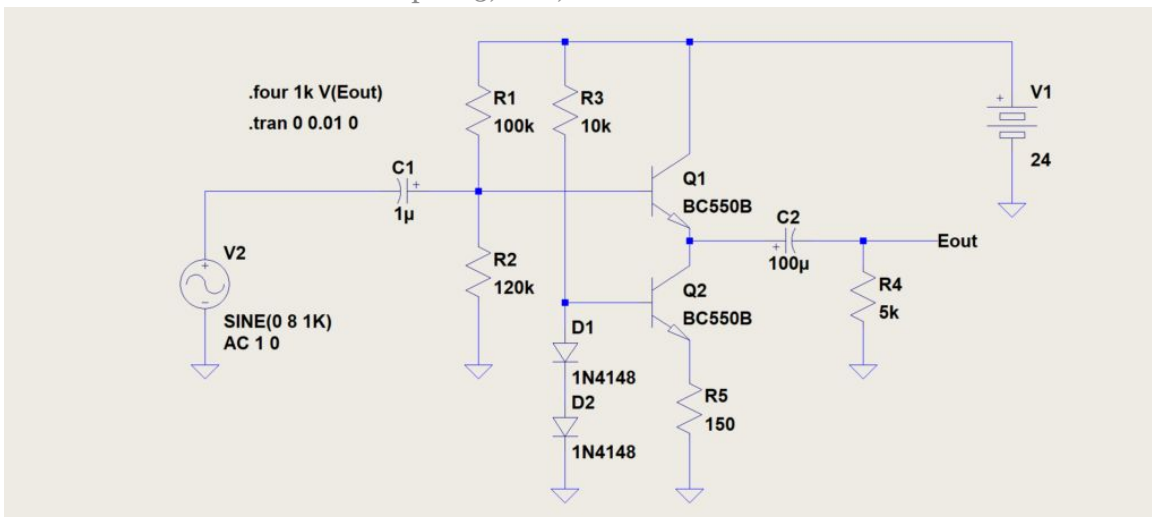 .four 1k V(Eout)
.tran 0 0.01 0
R1
100k
R3
10k
V1
+
24
C1
+
1µ
Q1
BC550B
C2
+
100µ
Eout
V2
+
−
SINE(0 8 1K)
AC 1 0
R2
120k
Q2
BC550B
R4
5k
D1
1N4148
D2
1N4148
R5
150